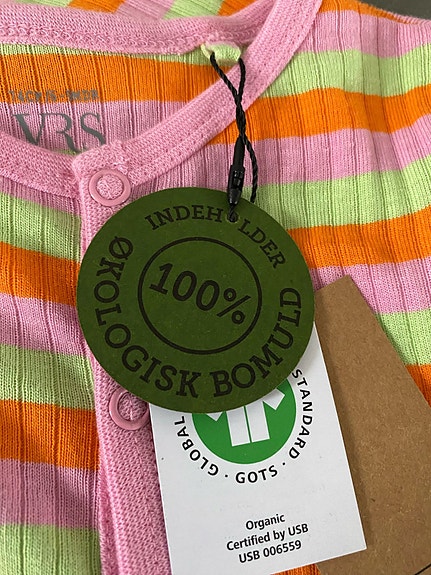 VRS
INDEHOLDER
100%
ØKOLOGISK BOMULD
GLOBAL
STANDARD
· GOTS ·
Organic
Certified by USB
USB 006559